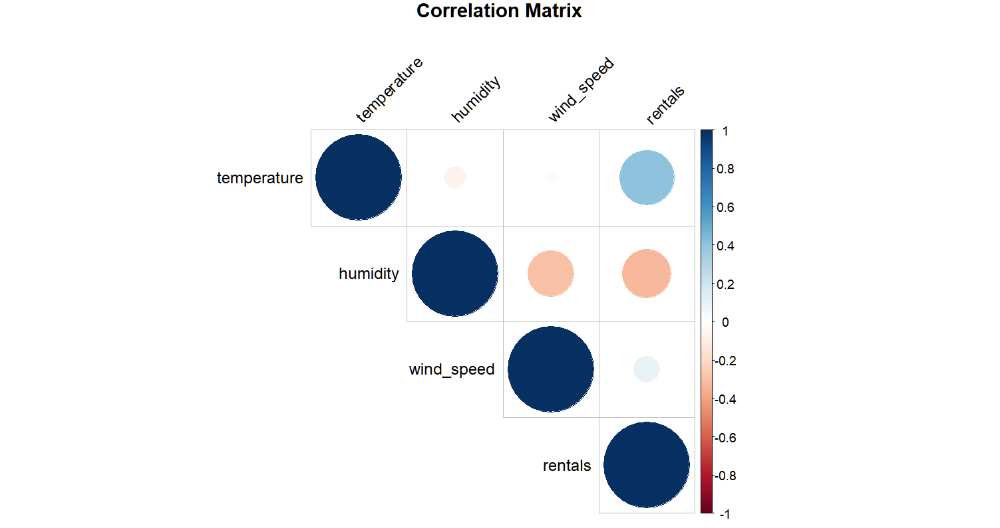 Correlation Matrix
temperature
humidity
wind_speed
rentals
temperature
humidity
wind_speed
rentals
1
0.8
0.6
0.4
0.2
0
-0.2
-0.4
-0.6
-0.8
-1